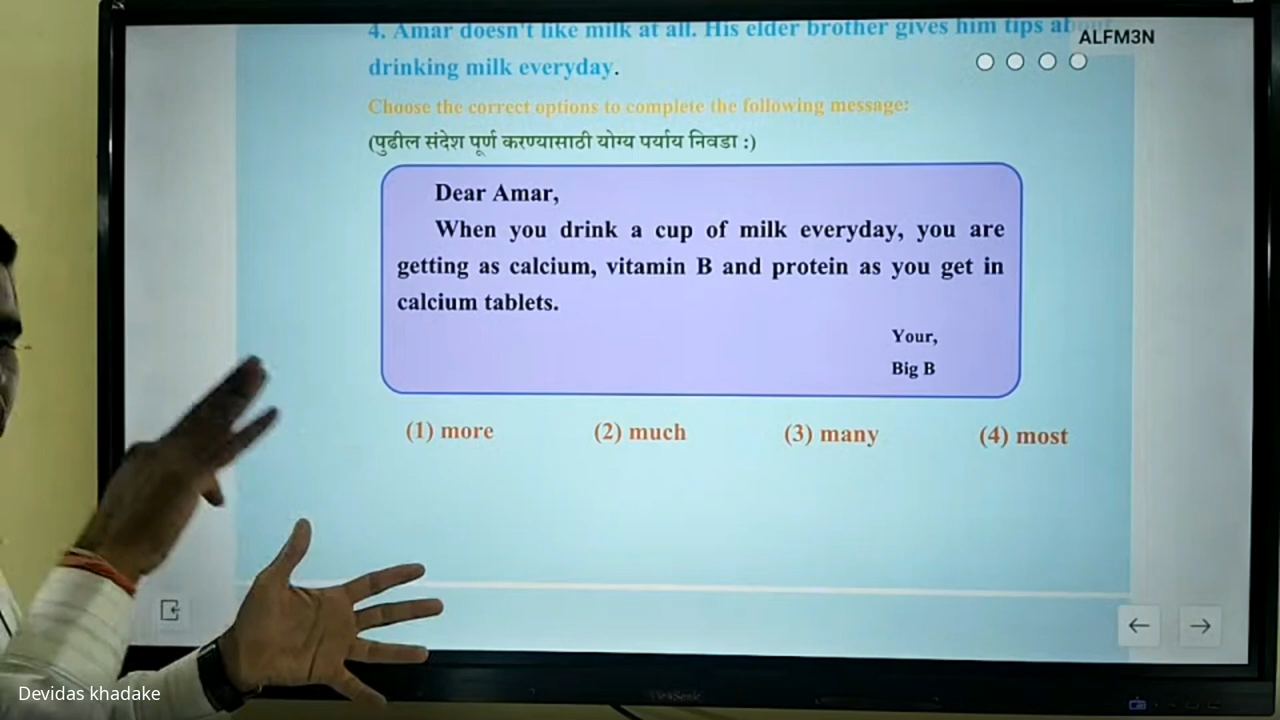 4. Amar doesn't like milk at all. His elder brother gives him tips about
ALFM3N
drinking milk everyday.
Choose the correct options to complete the following message:
(पुढील संदेश पूर्ण करण्यासाठी योग्य पर्याय निवडा :)
Dear Amar,
When you drink a cup of milk everyday, you are
getting as calcium, vitamin B and protein as you get in
calcium tablets.
Your,
Big B
(1) more (2) much (3) many (4) most
Devidas khadake
ViewSonic